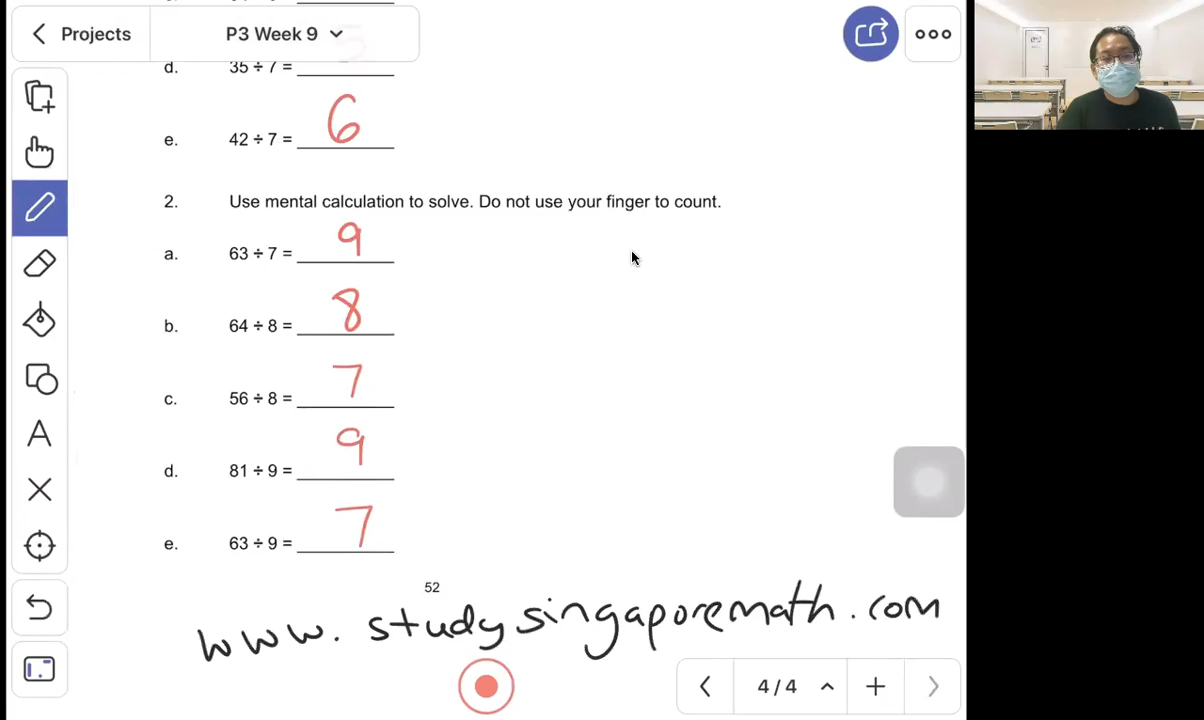 Projects
P3 Week 9
d. 35 ÷ 7 =
e. 42 ÷ 7 = 6
2. Use mental calculation to solve. Do not use your finger to count.
a. 63 ÷ 7 = 9
b. 64 ÷ 8 = 8
c. 56 ÷ 8 = 7
d. 81 ÷ 9 = 9
e. 63 ÷ 9 = 7
52
www.studysingaporemath.com
4 / 4